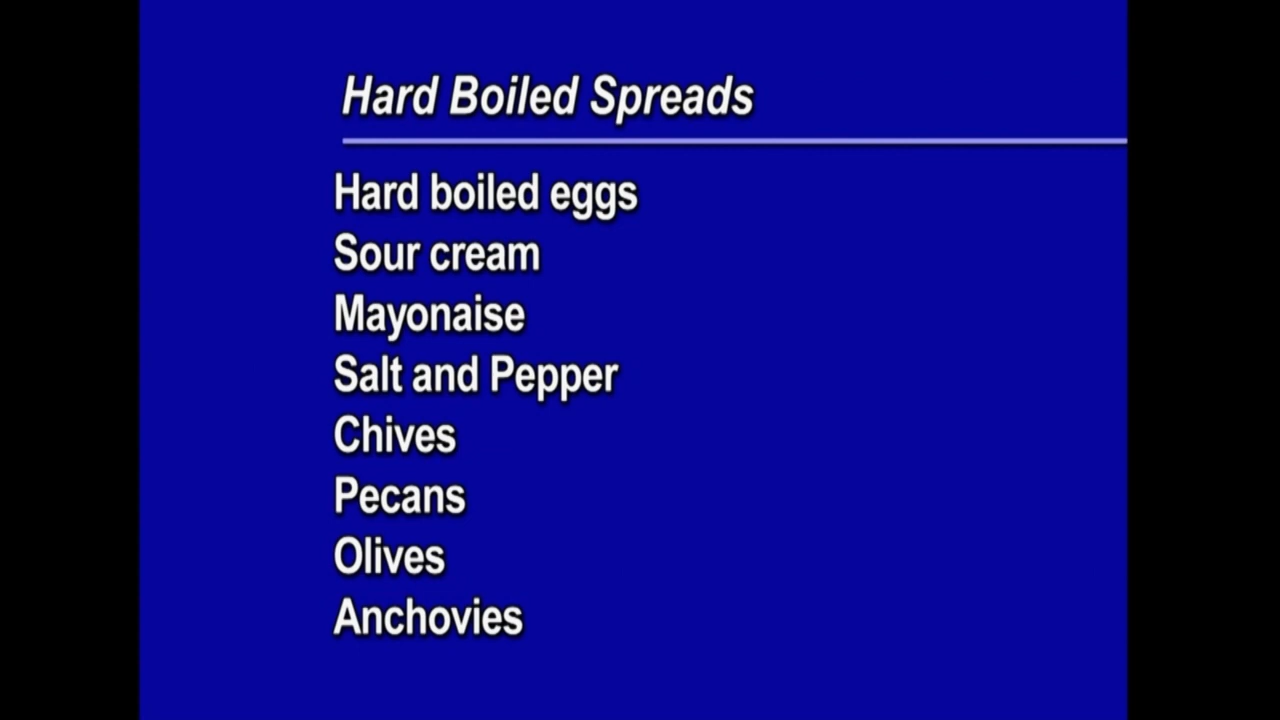 Hard Boiled Spreads
Hard boiled eggs
Sour cream
Mayonaise
Salt and Pepper
Chives
Pecans
Olives
Anchovies